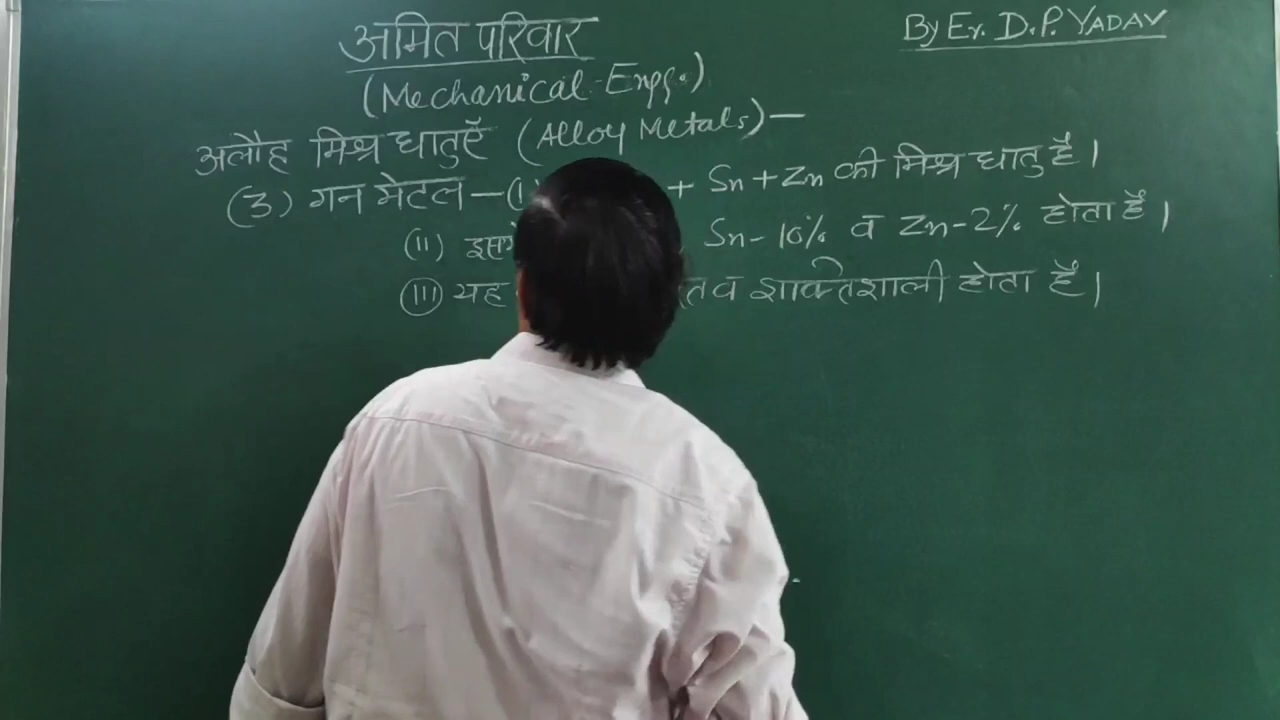 अमित परिवार
By Er. D.P. YADAV
(Mechanical Engg.)
अलौह मिश्र धातुएँ (Alloy Metals)—
(3) गन मेटल—(I) + Sn + Zn की मिश्र धातु है।
(II) Sn-10% व Zn-2% होता है।
(III) यह व शक्तिशाली होता है।